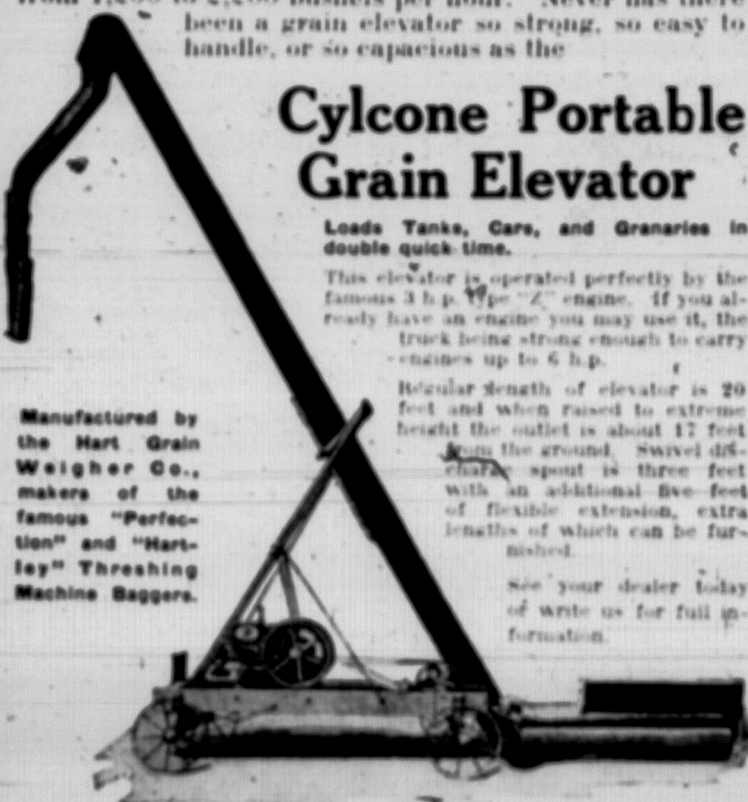 been a grain elevator so strong, so easy to
handle, or so capacious as the
Cylcone Portable
Grain Elevator
Loads Tanks, Cars, and Granaries in
double quick time.
This elevator is operated perfectly by the
famous 3 h.p. Type "Z" engine. If you al-
ready have an engine you may use it, the
truck being strong enough to carry
engines up to 6 h.p.
Regular length of elevator is 20
feet and when raised to extreme
height the outlet is about 17 feet
from the ground. Swivel dis-
charge spout is three feet
with an additional five feet
of flexible extension, extra
lengths of which can be fur-
nished.
See your dealer today
or write us for full in-
formation.
Manufactured by
the Hart Grain
Weigher Co.,
makers of the
famous "Perfec-
tion" and "Hart-
ley" Threshing
Machine Baggers.